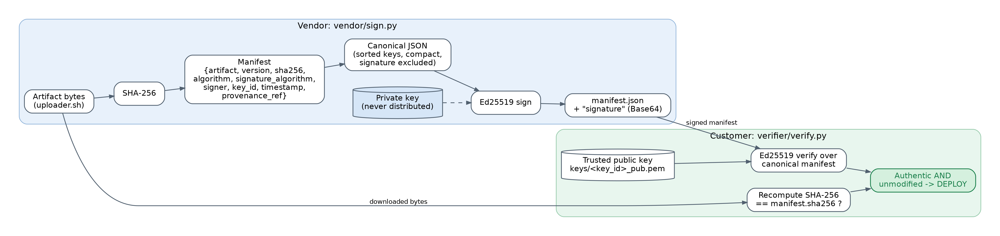 Vendor: vendor/sign.py
Artifact bytes
(uploader.sh)
SHA-256
Manifest
{artifact, version, sha256,
algorithm, signature_algorithm,
signer, key_id, timestamp,
provenance_ref}
Canonical JSON
(sorted keys, compact,
signature excluded)
Private key
(never distributed)
Ed25519 sign
manifest.json
+ "signature" (Base64)
signed manifest
Customer: verifier/verify.py
Trusted public key
keys/<key_id>_pub.pem
Ed25519 verify over
canonical manifest
downloaded bytes
Recompute SHA-256
== manifest.sha256 ?
Authentic AND
unmodified -> DEPLOY